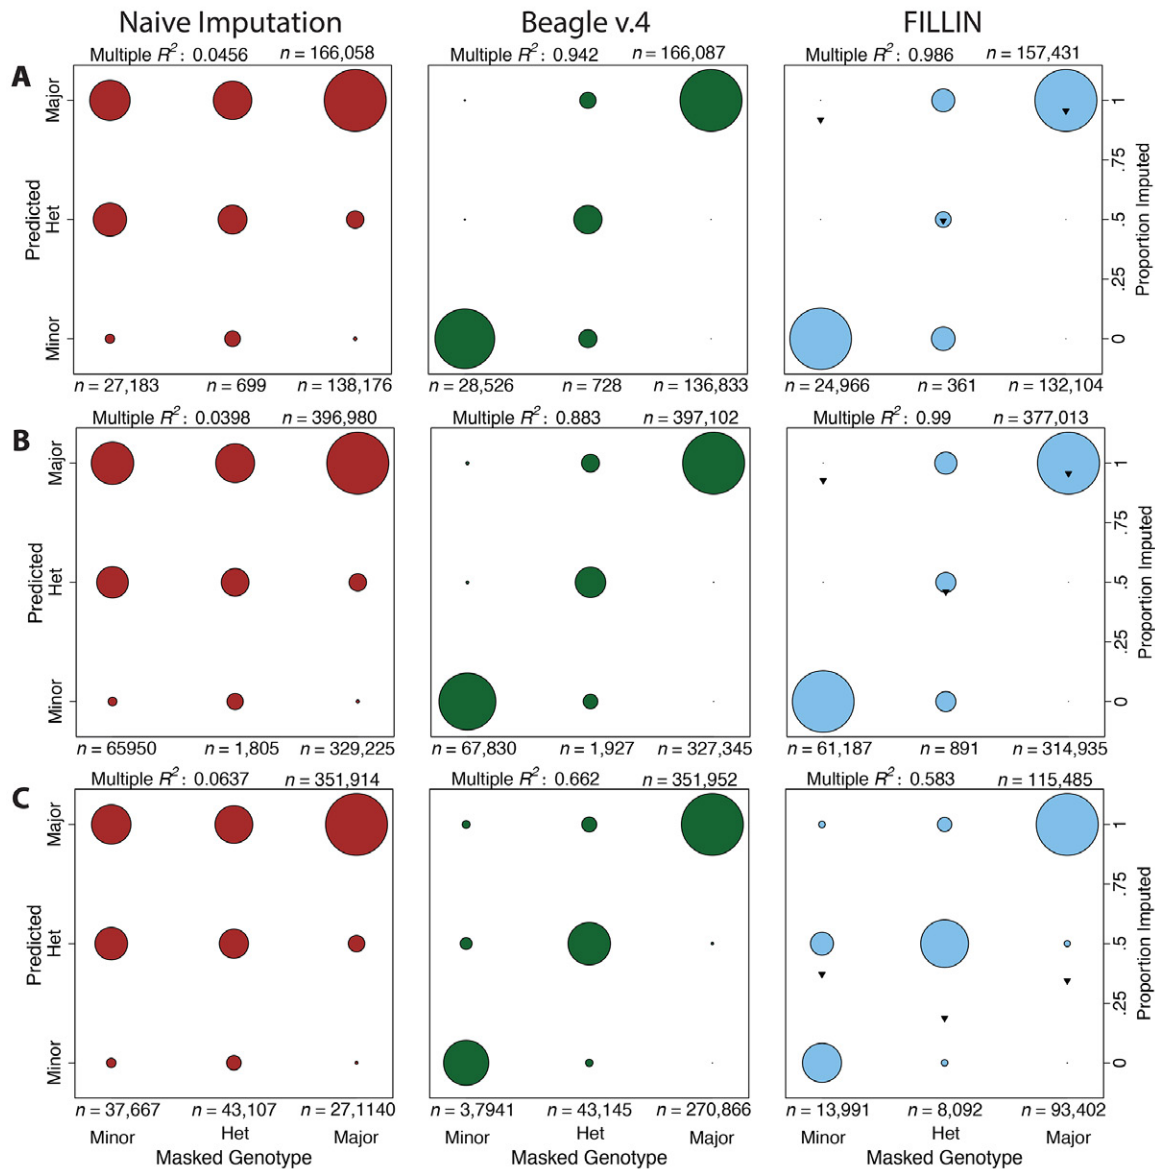 Naive Imputation Beagle v.4 FILLIN
Multiple R²: 0.0456 n = 166,058 Multiple R²: 0.942 n = 166,087 Multiple R²: 0.986 n = 157,431
A
Major
Het
Minor
Predicted
1
.75
.5
.25
0
Proportion Imputed
n = 27,183 n = 699 n = 138,176 n = 28,526 n = 728 n = 136,833 n = 24,966 n = 361 n = 132,104
Multiple R²: 0.0398 n = 396,980 Multiple R²: 0.883 n = 397,102 Multiple R²: 0.99 n = 377,013
B
Major
Het
Minor
Predicted
1
.75
.5
.25
0
Proportion Imputed
n = 65950 n = 1,805 n = 329,225 n = 67,830 n = 1,927 n = 327,345 n = 61,187 n = 891 n = 314,935
Multiple R²: 0.0637 n = 351,914 Multiple R²: 0.662 n = 351,952 Multiple R²: 0.583 n = 115,485
C
Major
Het
Minor
Predicted
1
.75
.5
.25
0
Proportion Imputed
n = 37,667 n = 43,107 n = 27,1140 n = 3,7941 n = 43,145 n = 270,866 n = 13,991 n = 8,092 n = 93,402
Minor Het Major Minor Het Major Minor Het Major
Masked Genotype Masked Genotype Masked Genotype